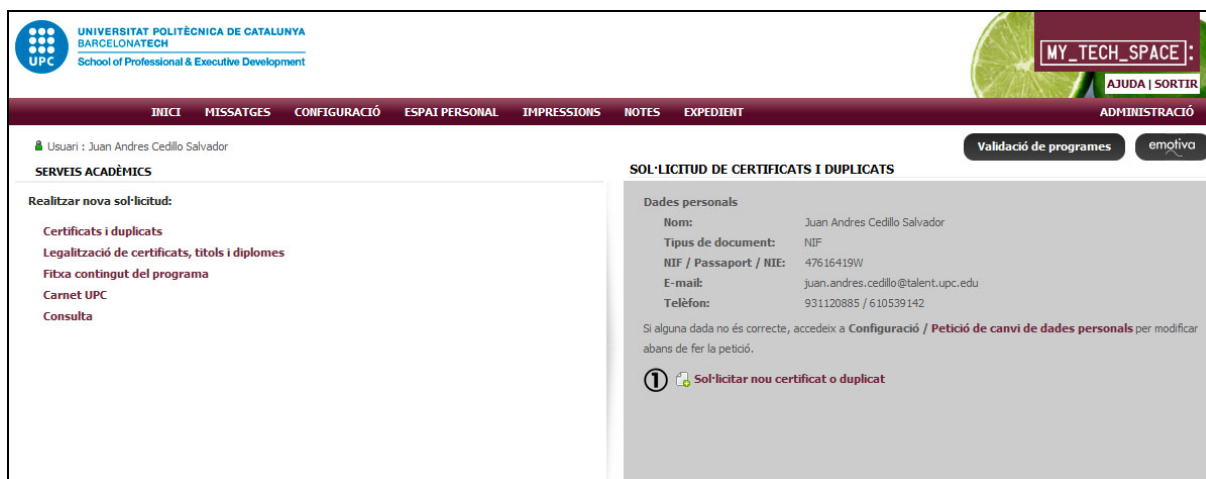 UNIVERSITAT POLITÈCNICA DE CATALUNYA
BARCELONATECH
School of Professional & Executive Development
UPC
MY_TECH_SPACE:
AJUDA | SORTIR
INICI MISSATGES CONFIGURACIÓ ESPAI PERSONAL IMPRESSIONS NOTES EXPEDIENT ADMINISTRACIÓ
Usuari : Juan Andres Cedillo Salvador
Validació de programes emotiva
SERVEIS ACADÈMICS
Realitzar nova sol·licitud:
Certificats i duplicats
Legalització de certificats, titols i diplomes
Fitxa contingut del programa
Carnet UPC
Consulta
SOL·LICITUD DE CERTIFICATS I DUPLICATS
Dades personals
Nom: Juan Andres Cedillo Salvador
Tipus de document: NIF
NIF / Passaport / NIE: 47616419W
E-mail: juan.andres.cedillo@talent.upc.edu
Telèfon: 931120885 / 610539142
Si alguna dada no és correcte, accedeix a Configuració / Petició de canvi de dades personals per modificar
abans de fer la petició.
① Sol·licitar nou certificat o duplicat